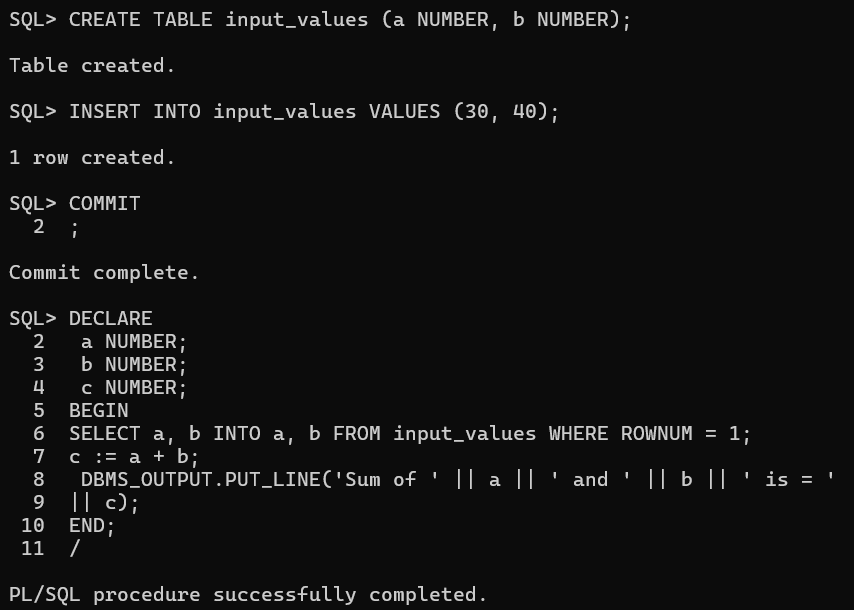 SQL> CREATE TABLE input_values (a NUMBER, b NUMBER);
Table created.
SQL> INSERT INTO input_values VALUES (30, 40);
1 row created.
SQL> COMMIT
  2  ;
Commit complete.
SQL> DECLARE
  2   a NUMBER;
  3   b NUMBER;
  4   c NUMBER;
  5  BEGIN
  6  SELECT a, b INTO a, b FROM input_values WHERE ROWNUM = 1;
  7  c := a + b;
  8   DBMS_OUTPUT.PUT_LINE('Sum of ' || a || ' and ' || b || ' is = '
  9  || c);
 10  END;
 11  /
PL/SQL procedure successfully completed.